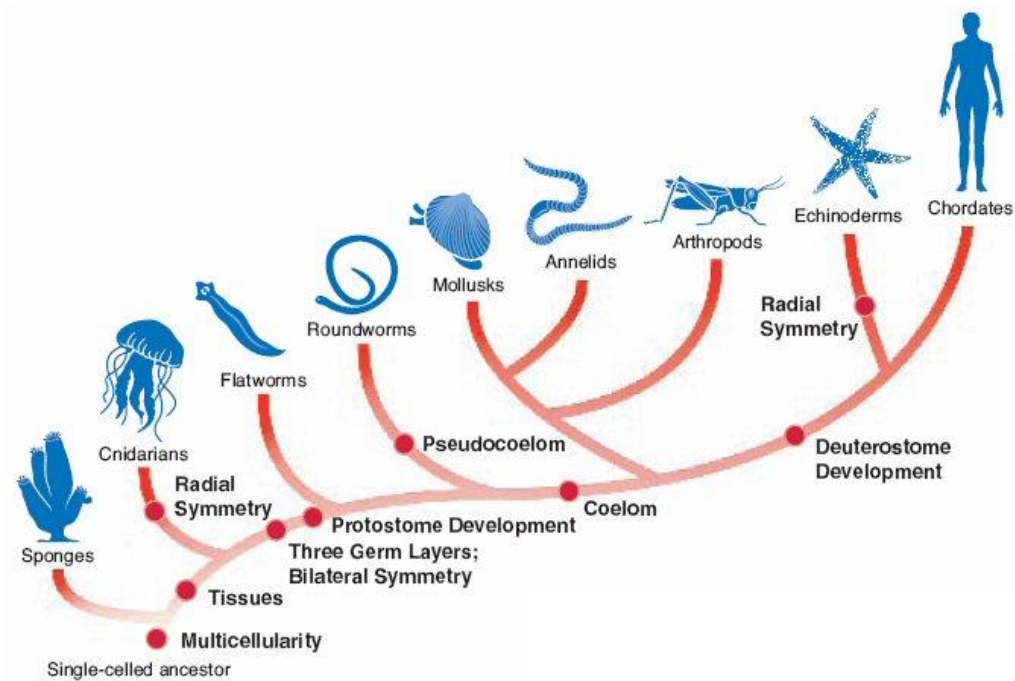 Chordates
Echinoderms
Arthropods
Annelids
Mollusks
Radial
Symmetry
Roundworms
Flatworms
Pseudocoelom
Deuterostome
Development
Cnidarians
Radial
Symmetry
Coelom
Protostome Development
Three Germ Layers;
Bilateral Symmetry
Sponges
Tissues
Multicellularity
Single-celled ancestor